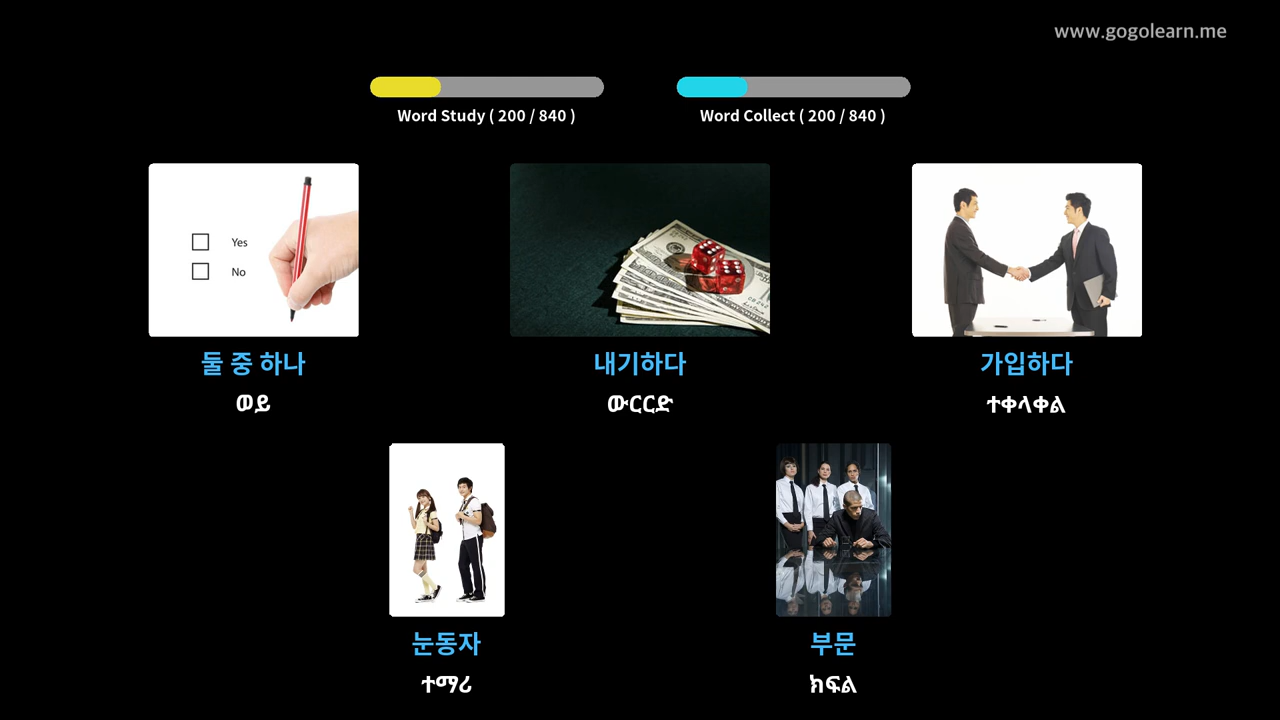 www.gogolearn.me
Word Study ( 200 / 840 )
Word Collect ( 200 / 840 )
Yes
No
둘 중 하나
ወይ
내기하다
ውርርድ
가입하다
ተቀላቀል
눈동자
ተማሪ
부문
ክፍል